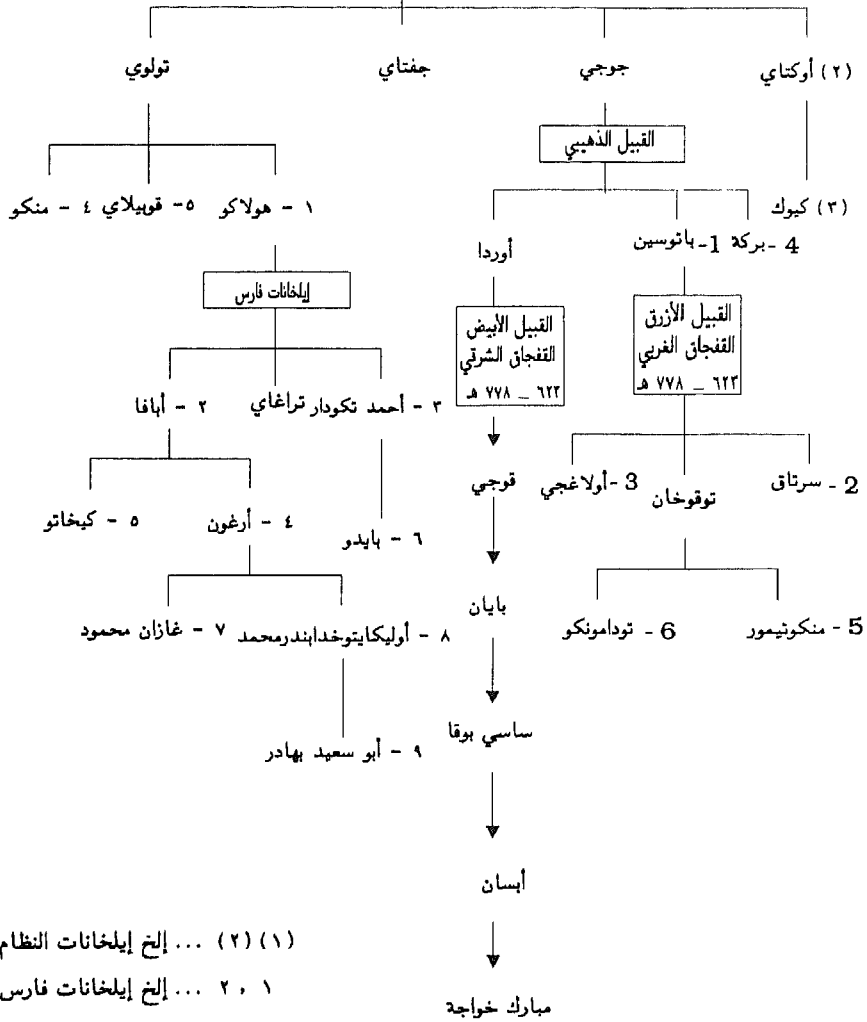 (٢) أوكتاي
جوجي
جفتاي
تولوي
القبيل الذهبي
(٣) كيوك
4 - بركة
1 - باتوسين
أوردا
١ - هولاكو
٥ - قوبيلاي
٤ - منكو
القبيل الأزرق
القفجاق الغربي
٦٢٣ – ٧٧٨ هـ
القبيل الأبيض
القفجاق الشرقي
٦٢٣ – ٧٧٨ هـ
إيلخانات فارس
٣ - أحمد تكودار
تراغاي
٢ - أباقا
2 - سرتاق
توقوخان
3 - أولاغجي
قوجي
٦ - بايدو
٤ - أرغون
٥ - كيخاتو
5 - منكوتيمور
6 - تودامونكو
بايان
٨ - أوليكايتوخدابندرمحمد
٧ - غازان محمود
ساسي بوقا
٩ - أبو سعيد بهادر
أبسان
مبارك خواجة
(١) (٢) ... إلخ إيلخانات النظام
١ ، ٢ ... إلخ إيلخانات فارس